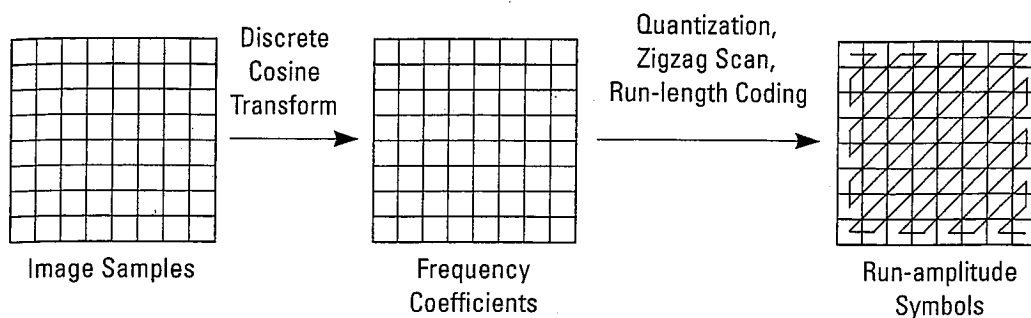 Discrete
Cosine
Transform
Quantization,
Zigzag Scan,
Run-length Coding
Image Samples
Frequency
Coefficients
Run-amplitude
Symbols